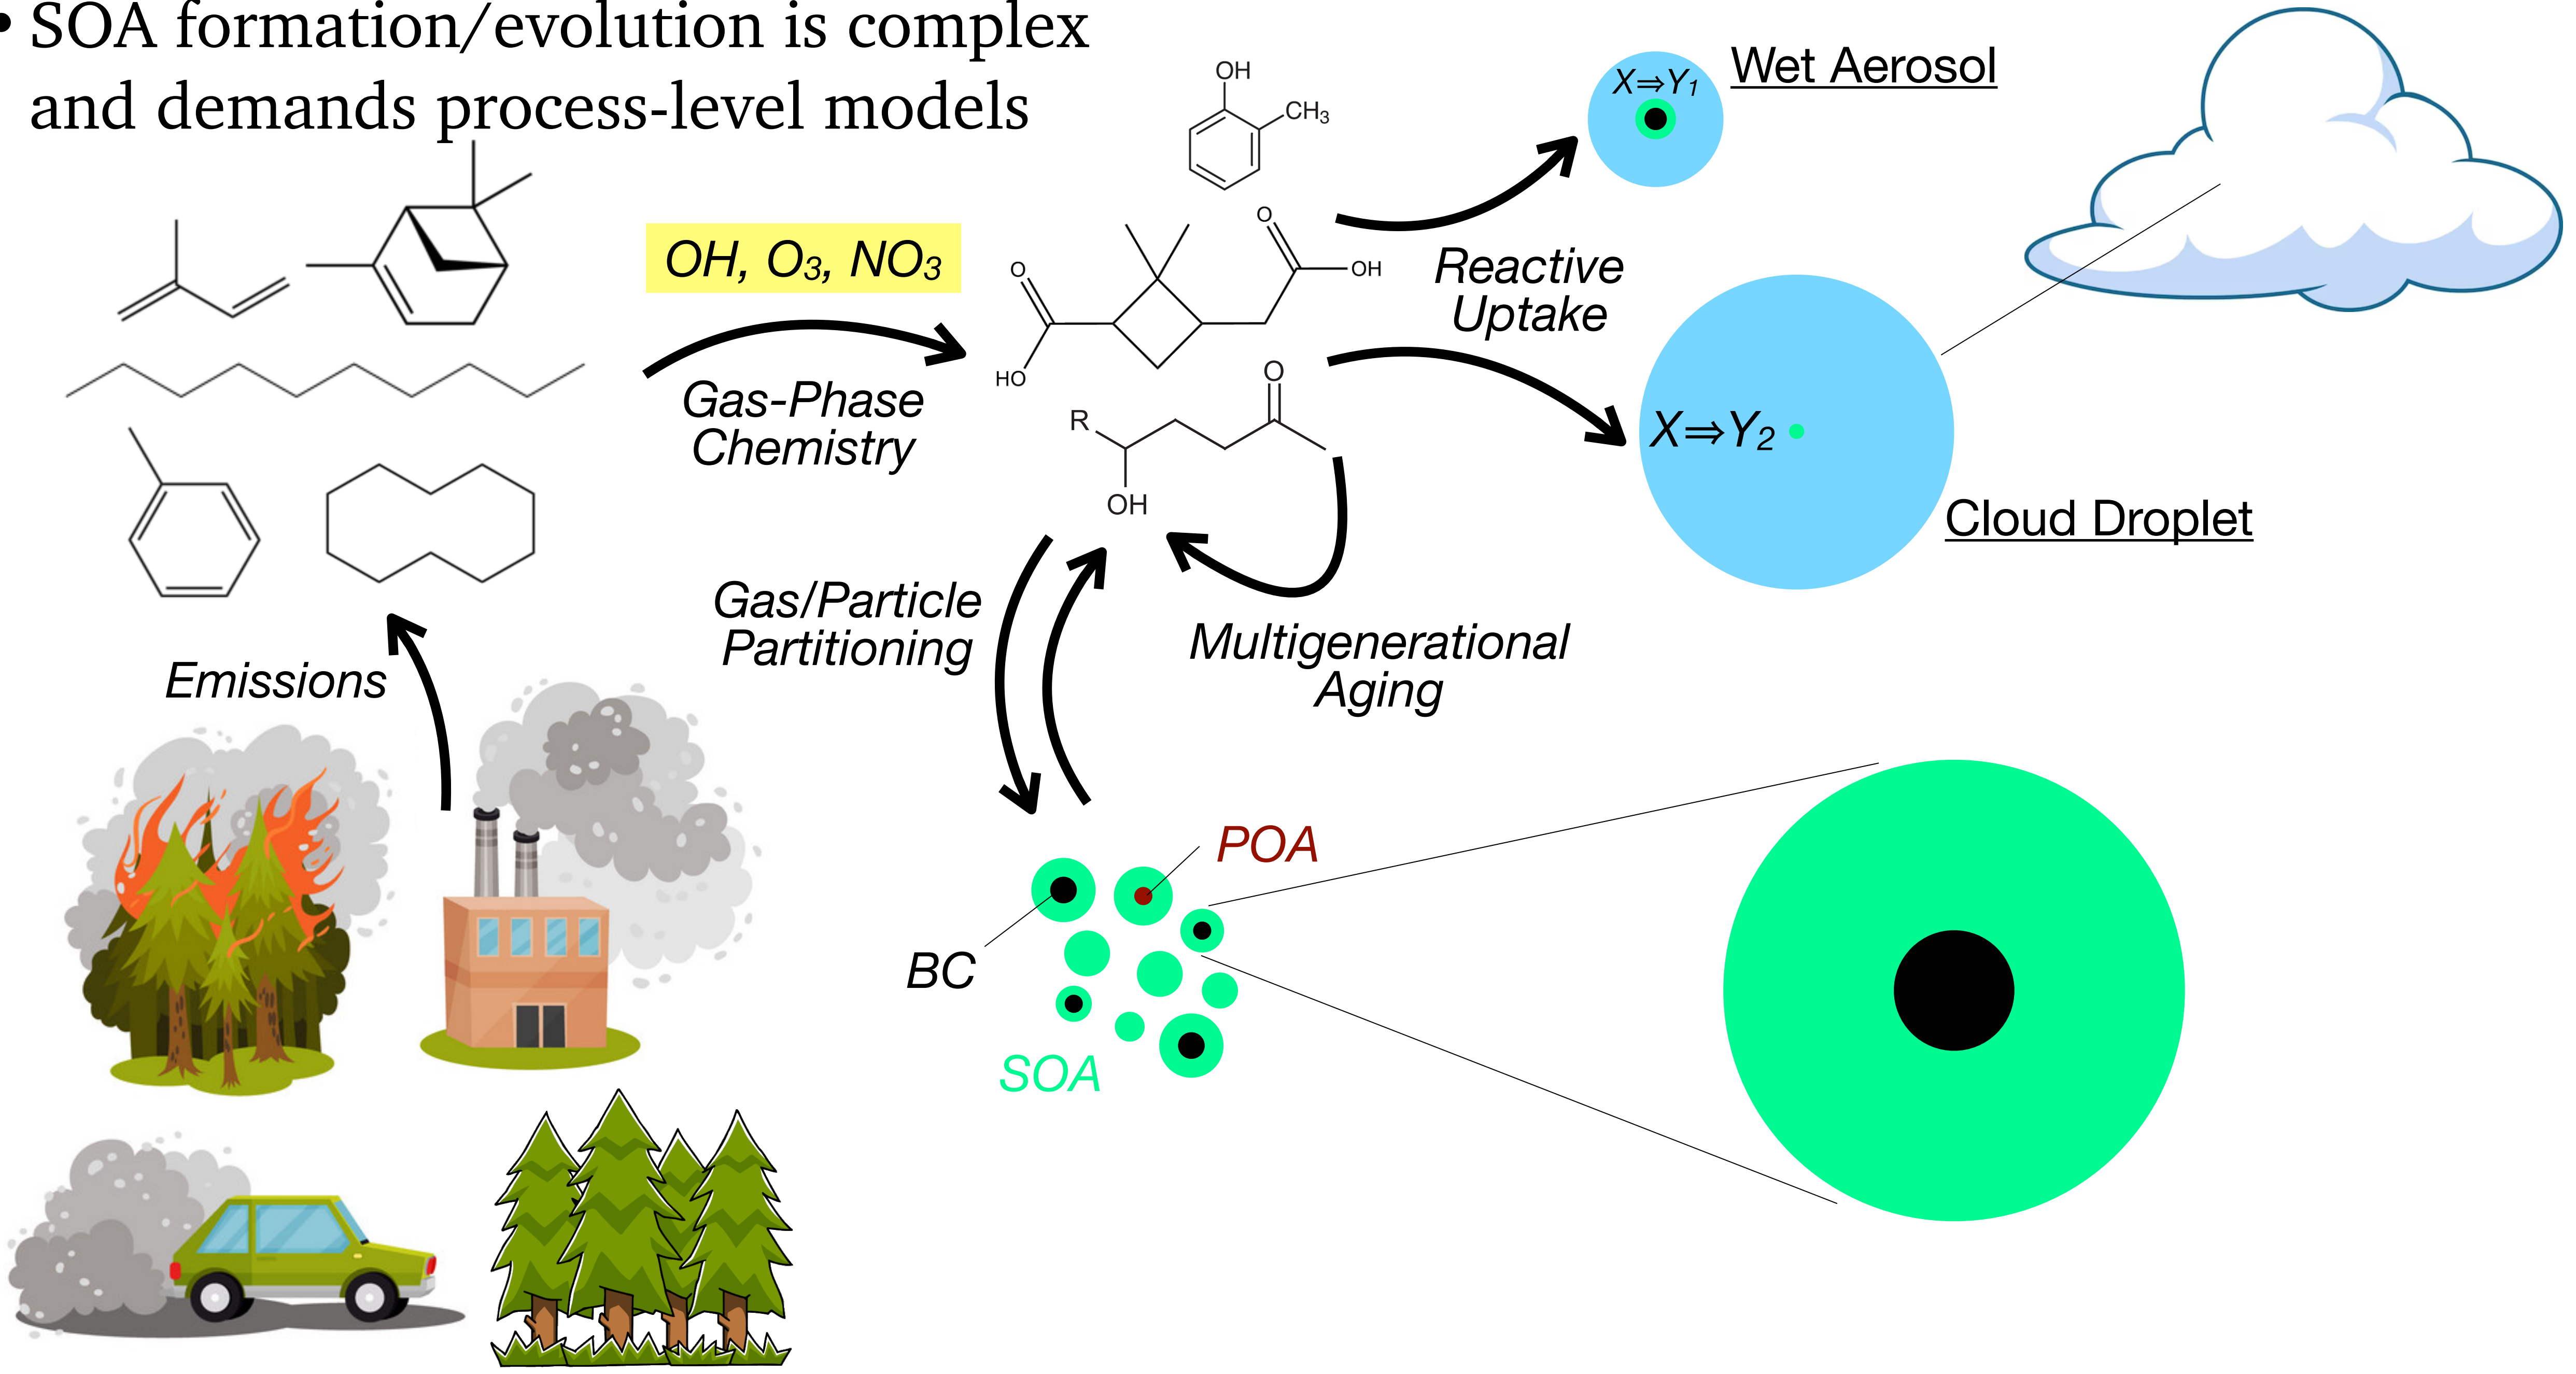 • SOA formation/evolution is complex
and demands process-level models
OH
CH3
X⇒Y1
Wet Aerosol
OH, O3, NO3
Gas-Phase
Chemistry
O
HO
O
OH
R
O
OH
Reactive
Uptake
X⇒Y2
Cloud Droplet
Emissions
Gas/Particle
Partitioning
Multigenerational
Aging
POA
BC
SOA